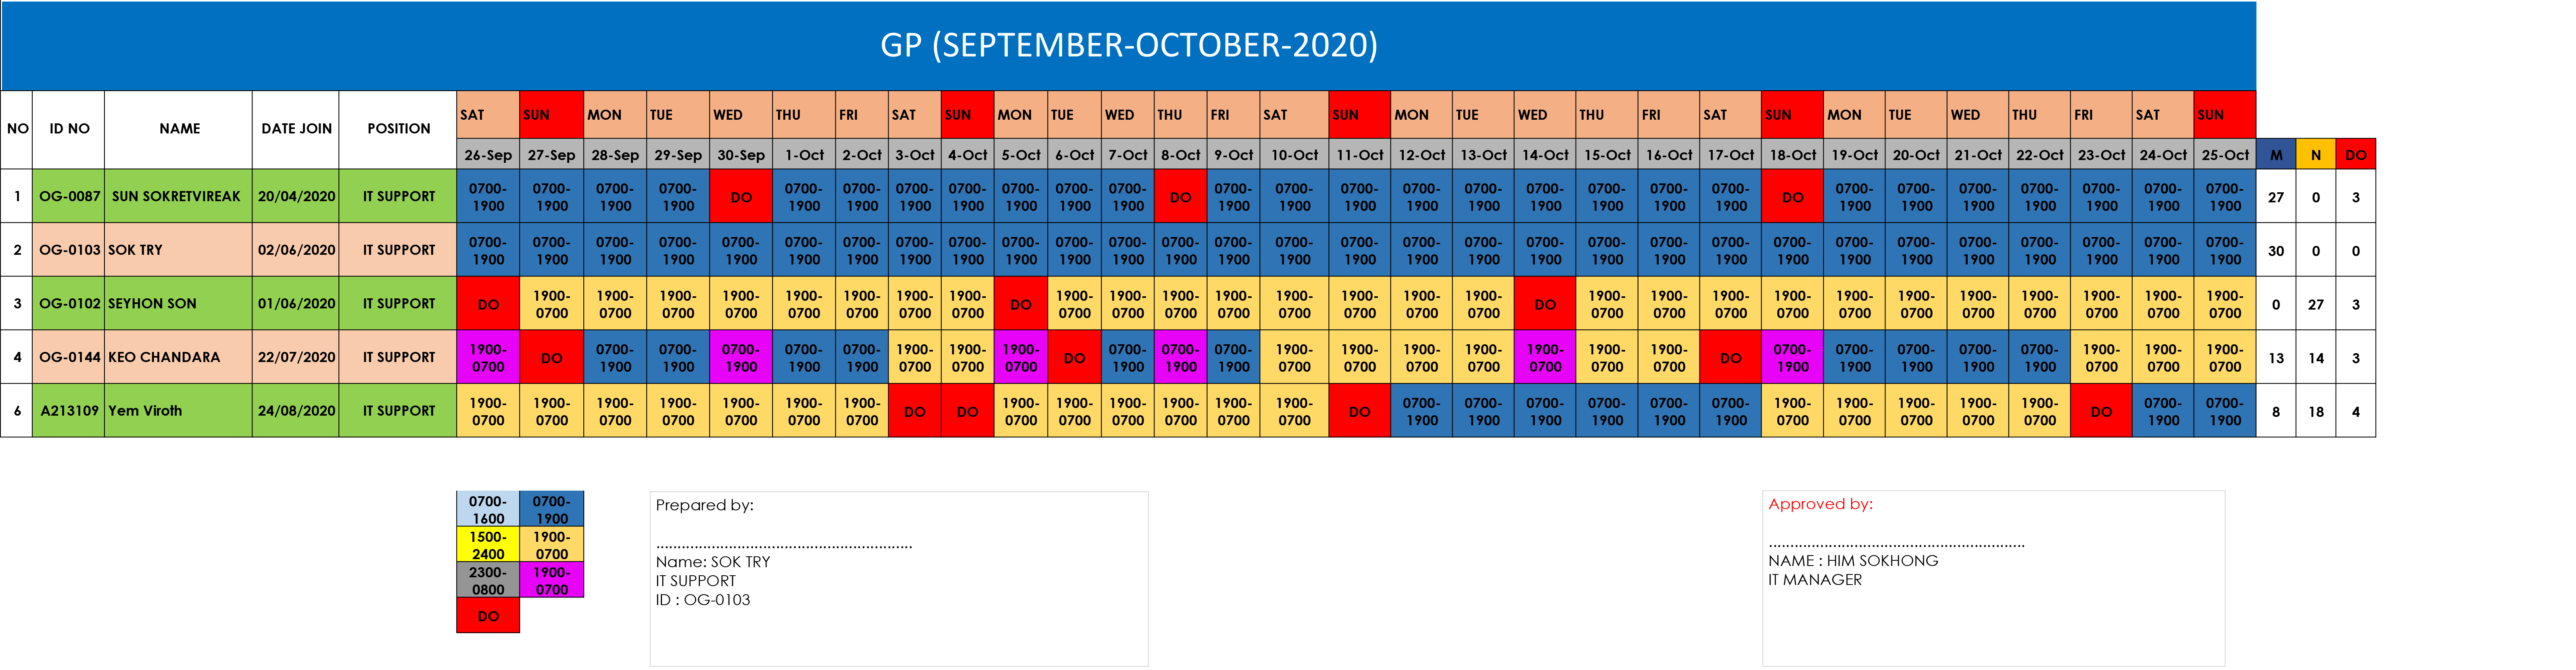 GP (SEPTEMBER-OCTOBER-2020)
NO ID NO NAME DATE JOIN POSITION SAT SUN MON TUE WED THU FRI SAT SUN MON TUE WED THU FRI SAT SUN MON TUE WED THU FRI SAT SUN MON TUE WED THU FRI SAT SUN
26-Sep 27-Sep 28-Sep 29-Sep 30-Sep 1-Oct 2-Oct 3-Oct 4-Oct 5-Oct 6-Oct 7-Oct 8-Oct 9-Oct 10-Oct 11-Oct 12-Oct 13-Oct 14-Oct 15-Oct 16-Oct 17-Oct 18-Oct 19-Oct 20-Oct 21-Oct 22-Oct 23-Oct 24-Oct 25-Oct M N DO
1 OG-0087 SUN SOKRETVIREAK 20/04/2020 IT SUPPORT 0700-1900 0700-1900 0700-1900 0700-1900 DO 0700-1900 0700-1900 0700-1900 0700-1900 0700-1900 0700-1900 0700-1900 DO 0700-1900 0700-1900 0700-1900 0700-1900 0700-1900 0700-1900 0700-1900 0700-1900 0700-1900 DO 0700-1900 0700-1900 0700-1900 0700-1900 0700-1900 0700-1900 0700-1900 27 0 3
2 OG-0103 SOK TRY 02/06/2020 IT SUPPORT 0700-1900 0700-1900 0700-1900 0700-1900 0700-1900 0700-1900 0700-1900 0700-1900 0700-1900 0700-1900 0700-1900 0700-1900 0700-1900 0700-1900 0700-1900 0700-1900 0700-1900 0700-1900 0700-1900 0700-1900 0700-1900 0700-1900 0700-1900 0700-1900 0700-1900 0700-1900 0700-1900 0700-1900 0700-1900 0700-1900 30 0 0
3 OG-0102 SEYHON SON 01/06/2020 IT SUPPORT DO 1900-0700 1900-0700 1900-0700 1900-0700 1900-0700 1900-0700 1900-0700 1900-0700 DO 1900-0700 1900-0700 1900-0700 1900-0700 1900-0700 1900-0700 1900-0700 1900-0700 DO 1900-0700 1900-0700 1900-0700 1900-0700 1900-0700 1900-0700 1900-0700 1900-0700 1900-0700 1900-0700 1900-0700 0 27 3
4 OG-0144 KEO CHANDARA 22/07/2020 IT SUPPORT 1900-0700 DO 0700-1900 0700-1900 0700-1900 0700-1900 0700-1900 1900-0700 1900-0700 1900-0700 DO 0700-1900 0700-1900 0700-1900 1900-0700 1900-0700 1900-0700 1900-0700 1900-0700 1900-0700 1900-0700 DO 0700-1900 0700-1900 0700-1900 0700-1900 0700-1900 1900-0700 1900-0700 1900-0700 13 14 3
6 A213109 Yem Viroth 24/08/2020 IT SUPPORT 1900-0700 1900-0700 1900-0700 1900-0700 1900-0700 1900-0700 1900-0700 DO DO 1900-0700 1900-0700 1900-0700 1900-0700 1900-0700 1900-0700 DO 0700-1900 0700-1900 0700-1900 0700-1900 0700-1900 0700-1900 1900-0700 1900-0700 1900-0700 1900-0700 1900-0700 DO 0700-1900 0700-1900 8 18 4
0700-1600 0700-1900
1500-2400 1900-0700
2300-0800 1900-0700
DO
Prepared by:
..........................................................
Name: SOK TRY
IT SUPPORT
ID : OG-0103
Approved by:
..........................................................
NAME : HIM SOKHONG
IT MANAGER